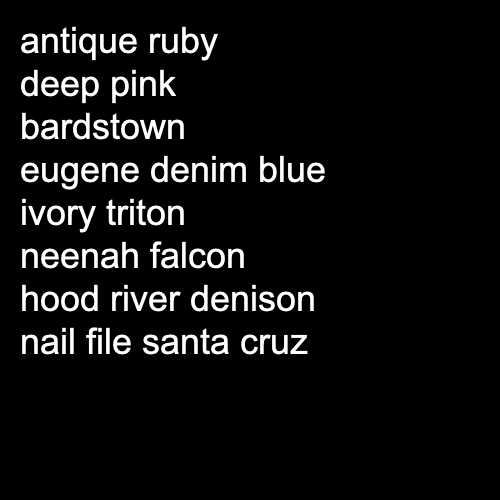 antique ruby
deep pink
bardstown
eugene denim blue
ivory triton
neenah falcon
hood river denison
nail file santa cruz